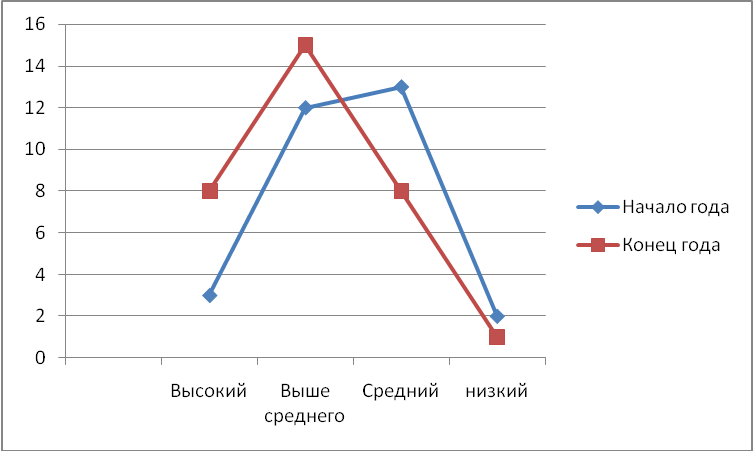 16
14
12
10
8
6
4
2
0
Высокий
Выше
среднего
Средний
низкий
Начало года
Конец года